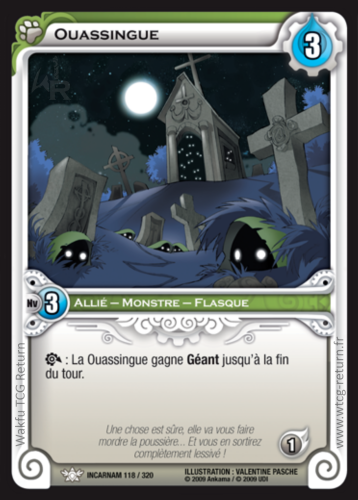 Ouassingue
3
Nv 3 Allié – Monstre – Flasque
: La Ouassingue gagne Géant jusqu'à la fin
du tour.
Une chose est sûre, elle va vous faire
mordre la poussière... Et vous en sortirez
complètement lessivé !
1
INCARNAM 118 / 320
ILLUSTRATION : VALENTINE PASCHE
© 2009 Ankama / © 2009 UDI
Wakfu TCG Return
www.wtcg-return.fr